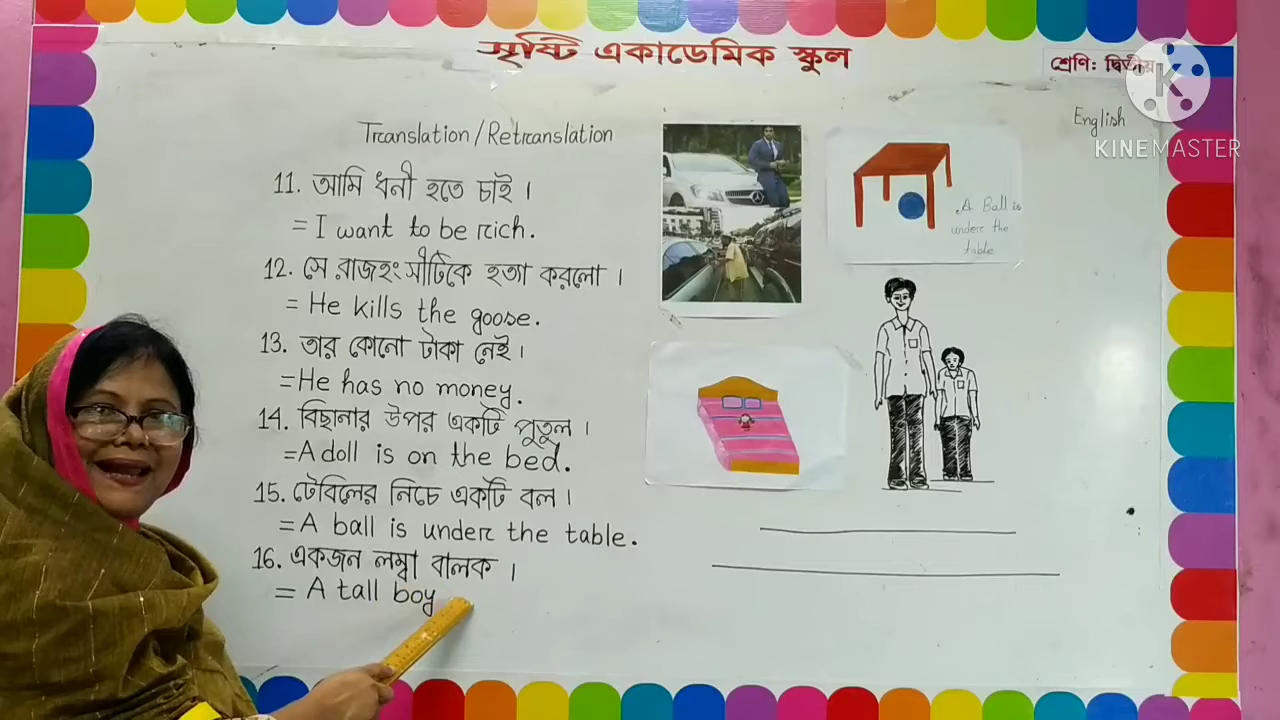 সৃষ্টি একাডেমিক স্কুল
শ্রেণি: দ্বিতীয়
English
KINEMASTER
Translation/Retranslation
11. আমি ধনী হতে চাই।
= I want to be rich.
12. সে রাজহংসীটিকে হত্যা করলো।
= He kills the goose.
13. তার কোনো টাকা নেই।
= He has no money.
14. বিছানার উপর একটি পুতুল।
= A doll is on the bed.
15. টেবিলের নিচে একটি বল।
= A ball is under the table.
16. একজন লম্বা বালক।
= A tall boy
A Ball is
under the
table